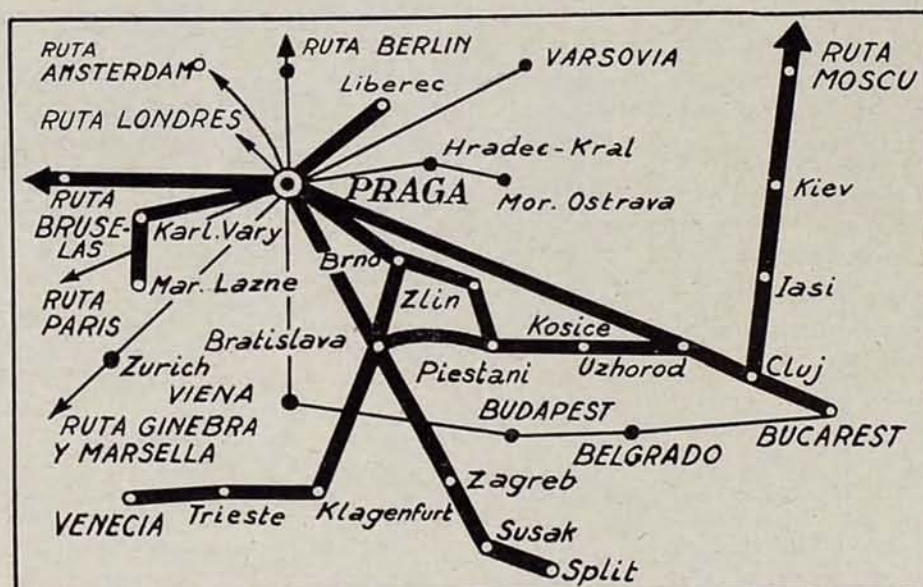 RUTA
AMSTERDAM
RUTA BERLIN
VARSOVIA
RUTA
MOSCU
Liberec
RUTA LONDRES
Hradec-Kral
PRAGA
Mor. Ostrava
Kiev
RUTA
BRUSE-
LAS
Karl. Vary
Brno
Mar. Lazne
Zlin
Iasi
RUTA
PARIS
Bratislava
Kosice
Piestani
Uzhorod
Cluj
Zurich
VIENA
BUDAPEST
BELGRADO
BUCAREST
RUTA GINEBRA
Y MARSELLA
Zagreb
VENECIA
Trieste
Klagenfurt
Susak
Split